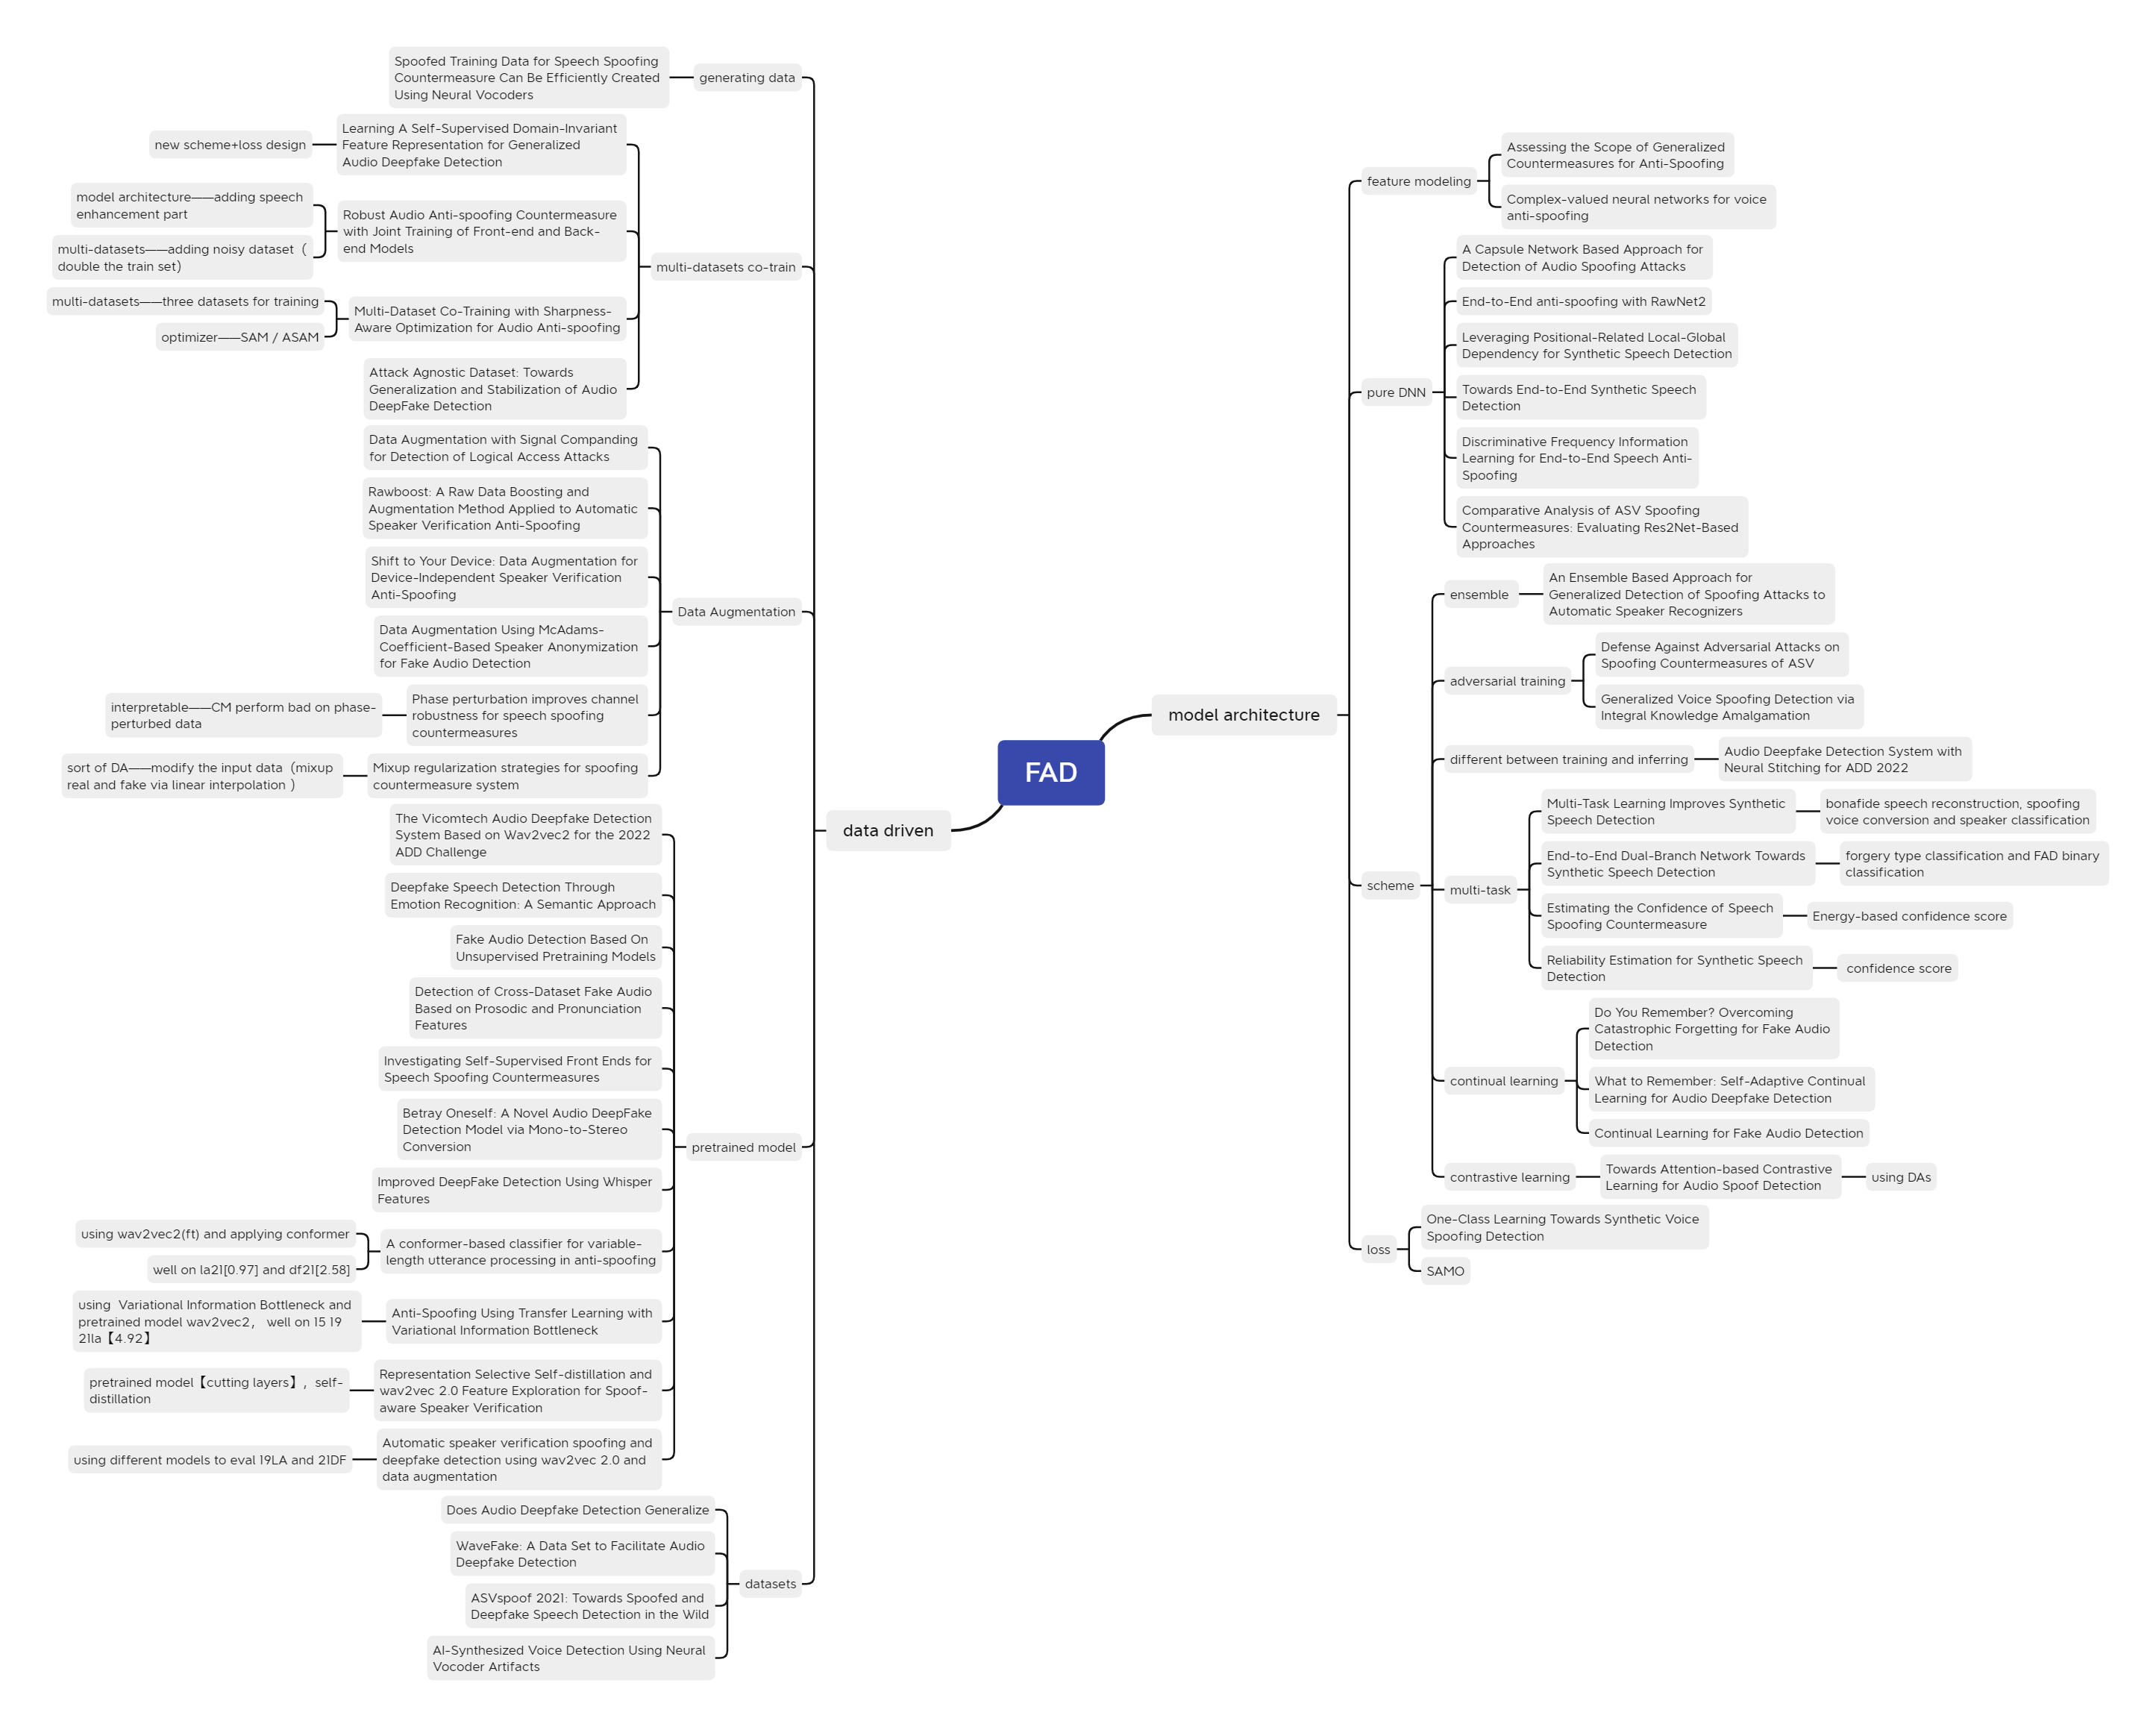 FAD
model architecture
feature modeling
Assessing the Scope of Generalized
Countermeasures for Anti-Spoofing
Complex-valued neural networks for voice
anti-spoofing
pure DNN
A Capsule Network Based Approach for
Detection of Audio Spoofing Attacks
End-to-End anti-spoofing with RawNet2
Leveraging Positional-Related Local-Global
Dependency for Synthetic Speech Detection
Towards End-to-End Synthetic Speech
Detection
Discriminative Frequency Information
Learning for End-to-End Speech Anti-
Spoofing
Comparative Analysis of ASV Spoofing
Countermeasures: Evaluating Res2Net-Based
Approaches
scheme
ensemble
An Ensemble Based Approach for
Generalized Detection of Spoofing Attacks to
Automatic Speaker Recognizers
adversarial training
Defense Against Adversarial Attacks on
Spoofing Countermeasures of ASV
Generalized Voice Spoofing Detection via
Integral Knowledge Amalgamation
different between training and inferring
Audio Deepfake Detection System with
Neural Stitching for ADD 2022
multi-task
Multi-Task Learning Improves Synthetic
Speech Detection
bonafide speech reconstruction, spoofing
voice conversion and speaker classification
End-to-End Dual-Branch Network Towards
Synthetic Speech Detection
forgery type classification and FAD binary
classification
Estimating the Confidence of Speech
Spoofing Countermeasure
Energy-based confidence score
Reliability Estimation for Synthetic Speech
Detection
confidence score
continual learning
Do You Remember? Overcoming
Catastrophic Forgetting for Fake Audio
Detection
What to Remember: Self-Adaptive Continual
Learning for Audio Deepfake Detection
Continual Learning for Fake Audio Detection
contrastive learning
Towards Attention-based Contrastive
Learning for Audio Spoof Detection
using DAs
loss
One-Class Learning Towards Synthetic Voice
Spoofing Detection
SAMO
data driven
generating data
Spoofed Training Data for Speech Spoofing
Countermeasure Can Be Efficiently Created
Using Neural Vocoders
multi-datasets co-train
Learning A Self-Supervised Domain-Invariant
Feature Representation for Generalized
Audio Deepfake Detection
new scheme+loss design
Robust Audio Anti-spoofing Countermeasure
with Joint Training of Front-end and Back-
end Models
model architecture——adding speech
enhancement part
multi-datasets——adding noisy dataset（
double the train set)
Multi-Dataset Co-Training with Sharpness-
Aware Optimization for Audio Anti-spoofing
multi-datasets——three datasets for training
optimizer——SAM / ASAM
Attack Agnostic Dataset: Towards
Generalization and Stabilization of Audio
DeepFake Detection
Data Augmentation
Data Augmentation with Signal Companding
for Detection of Logical Access Attacks
Rawboost: A Raw Data Boosting and
Augmentation Method Applied to Automatic
Speaker Verification Anti-Spoofing
Shift to Your Device: Data Augmentation for
Device-Independent Speaker Verification
Anti-Spoofing
Data Augmentation Using McAdams-
Coefficient-Based Speaker Anonymization
for Fake Audio Detection
Phase perturbation improves channel
robustness for speech spoofing
countermeasures
interpretable——CM perform bad on phase-
perturbed data
Mixup regularization strategies for spoofing
countermeasure system
sort of DA——modify the input data（mixup
real and fake via linear interpolation ）
pretrained model
The Vicomtech Audio Deepfake Detection
System Based on Wav2vec2 for the 2022
ADD Challenge
Deepfake Speech Detection Through
Emotion Recognition: A Semantic Approach
Fake Audio Detection Based On
Unsupervised Pretraining Models
Detection of Cross-Dataset Fake Audio
Based on Prosodic and Pronunciation
Features
Investigating Self-Supervised Front Ends for
Speech Spoofing Countermeasures
Betray Oneself: A Novel Audio DeepFake
Detection Model via Mono-to-Stereo
Conversion
Improved DeepFake Detection Using Whisper
Features
A conformer-based classifier for variable-
length utterance processing in anti-spoofing
using wav2vec2(ft) and applying conformer
well on la21[0.97] and df21[2.58]
Anti-Spoofing Using Transfer Learning with
Variational Information Bottleneck
using  Variational Information Bottleneck and
pretrained model wav2vec2， well on 15 19
21la【4.92】
Representation Selective Self-distillation and
wav2vec 2.0 Feature Exploration for Spoof-
aware Speaker Verification
pretrained model【cutting layers】，self-
distillation
Automatic speaker verification spoofing and
deepfake detection using wav2vec 2.0 and
data augmentation
using different models to eval 19LA and 21DF
datasets
Does Audio Deepfake Detection Generalize
WaveFake: A Data Set to Facilitate Audio
Deepfake Detection
ASVspoof 2021: Towards Spoofed and
Deepfake Speech Detection in the Wild
AI-Synthesized Voice Detection Using Neural
Vocoder Artifacts